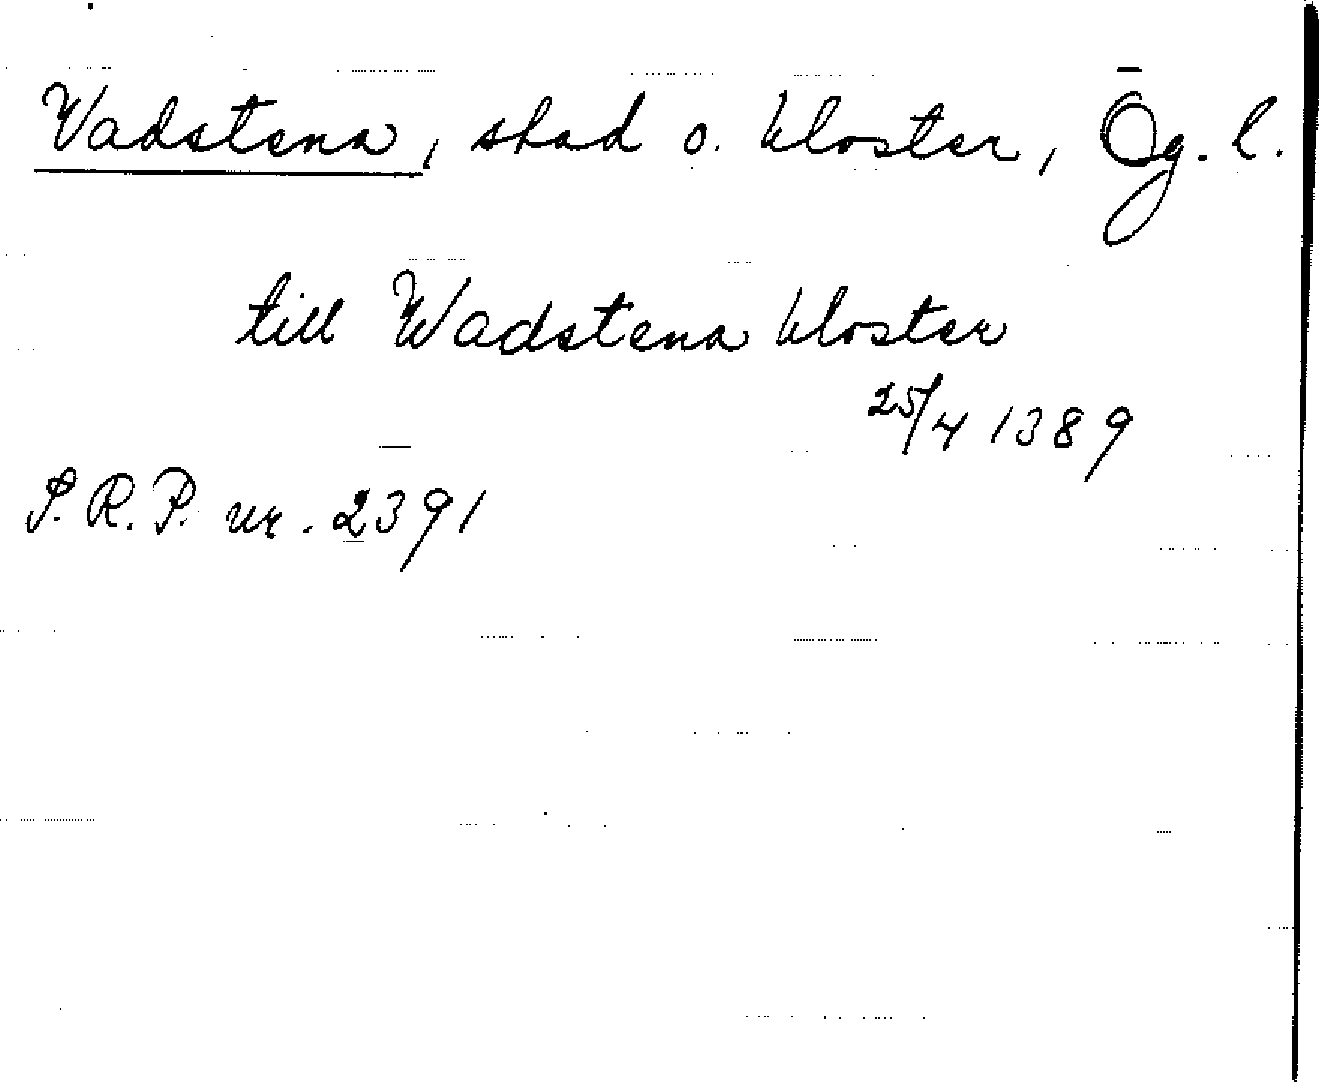 Vadstena, stad o. kloster, Ög. l.
till Wadstena kloster
25/4 1389
S. R. P. nr. 2391